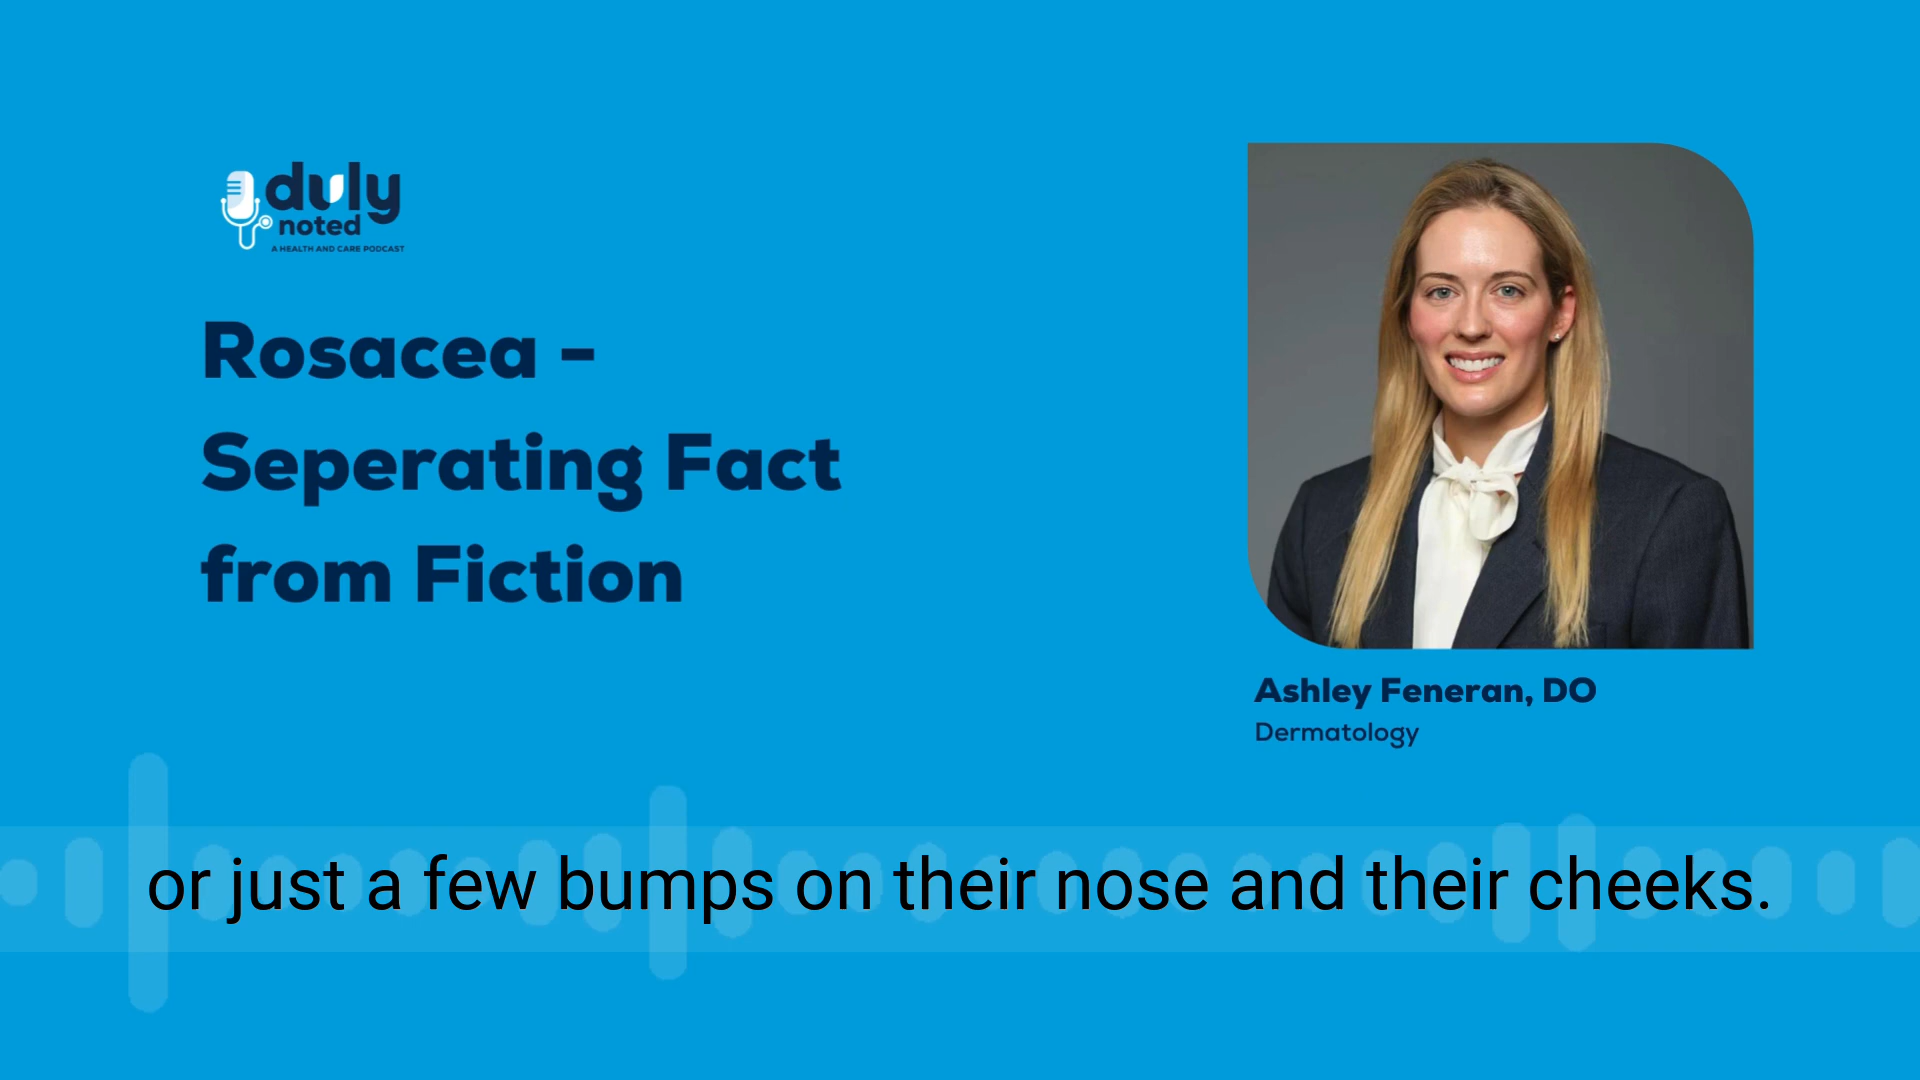 duly
noted
A HEALTH AND CARE PODCAST
Rosacea -
Seperating Fact
from Fiction
Ashley Feneran, DO
Dermatology
or just a few bumps on their nose and their cheeks.